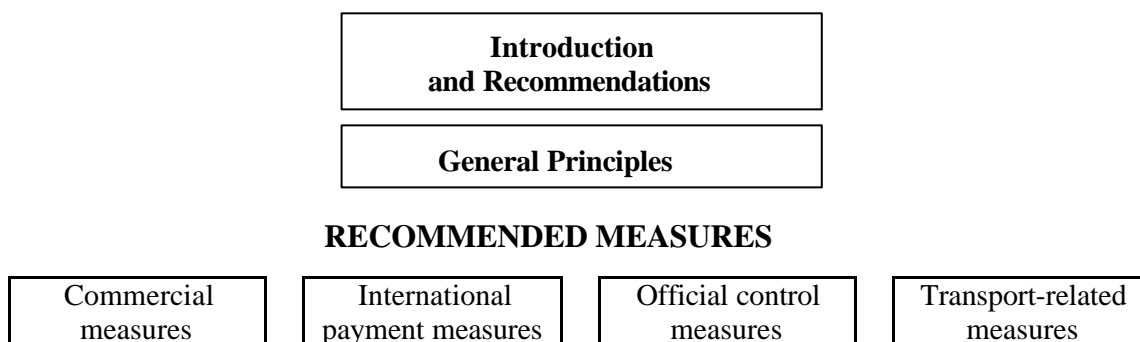 Introduction
and Recommendations
General Principles
RECOMMENDED MEASURES
Commercial
measures
International
payment measures
Official control
measures
Transport-related
measures